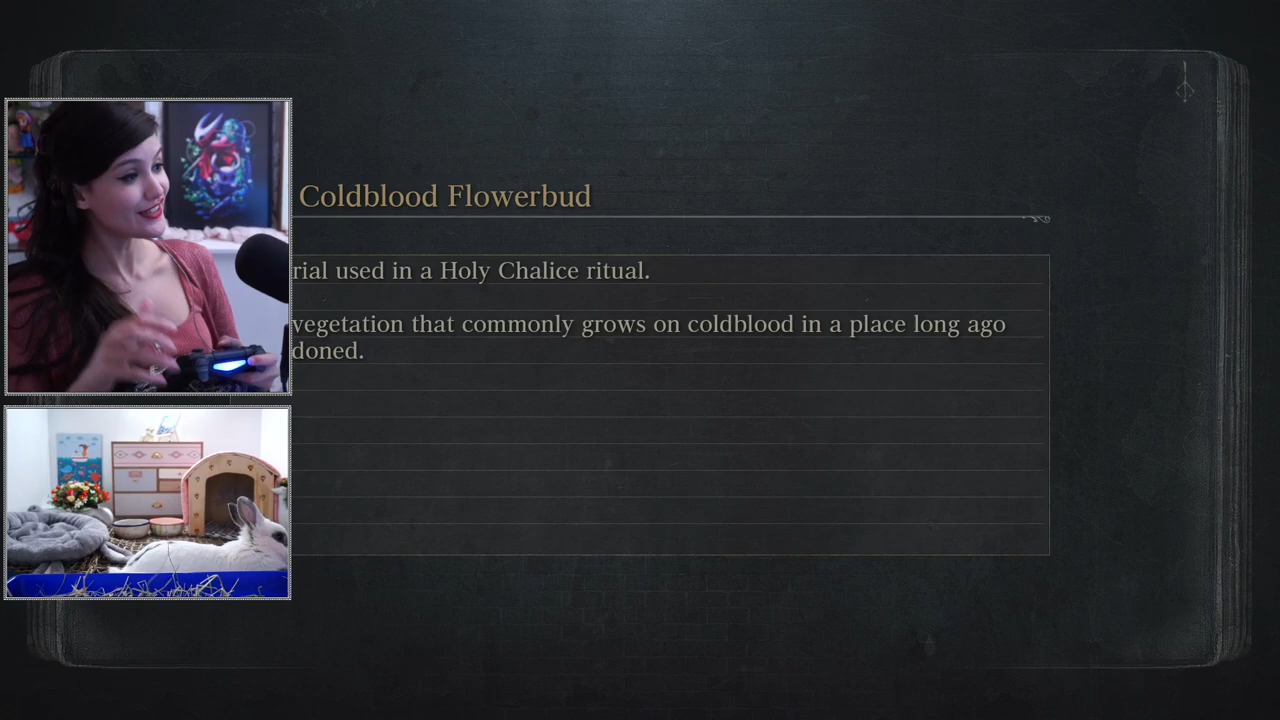 Coldblood Flowerbud
rial used in a Holy Chalice ritual.
vegetation that commonly grows on coldblood in a place long ago
doned.